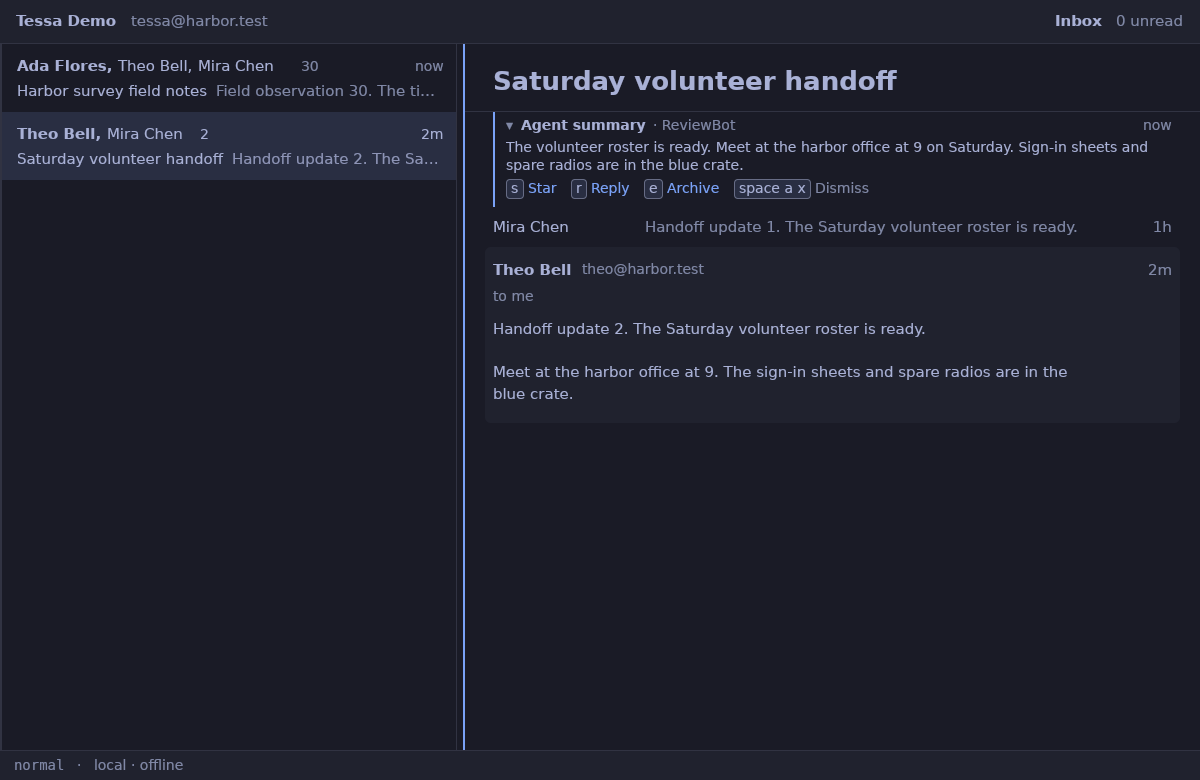 Tessa Demo tessa@harbor.test Inbox 0 unread
Ada Flores, Theo Bell, Mira Chen 30 now
Harbor survey field notes Field observation 30. The ti…
Theo Bell, Mira Chen 2 2m
Saturday volunteer handoff Handoff update 2. The Sa…
Saturday volunteer handoff
▾ Agent summary · ReviewBot now
The volunteer roster is ready. Meet at the harbor office at 9 on Saturday. Sign-in sheets and
spare radios are in the blue crate.
s Star r Reply e Archive space a x Dismiss
Mira Chen Handoff update 1. The Saturday volunteer roster is ready. 1h
Theo Bell theo@harbor.test 2m
to me
Handoff update 2. The Saturday volunteer roster is ready.
Meet at the harbor office at 9. The sign-in sheets and spare radios are in the
blue crate.
normal · local · offline